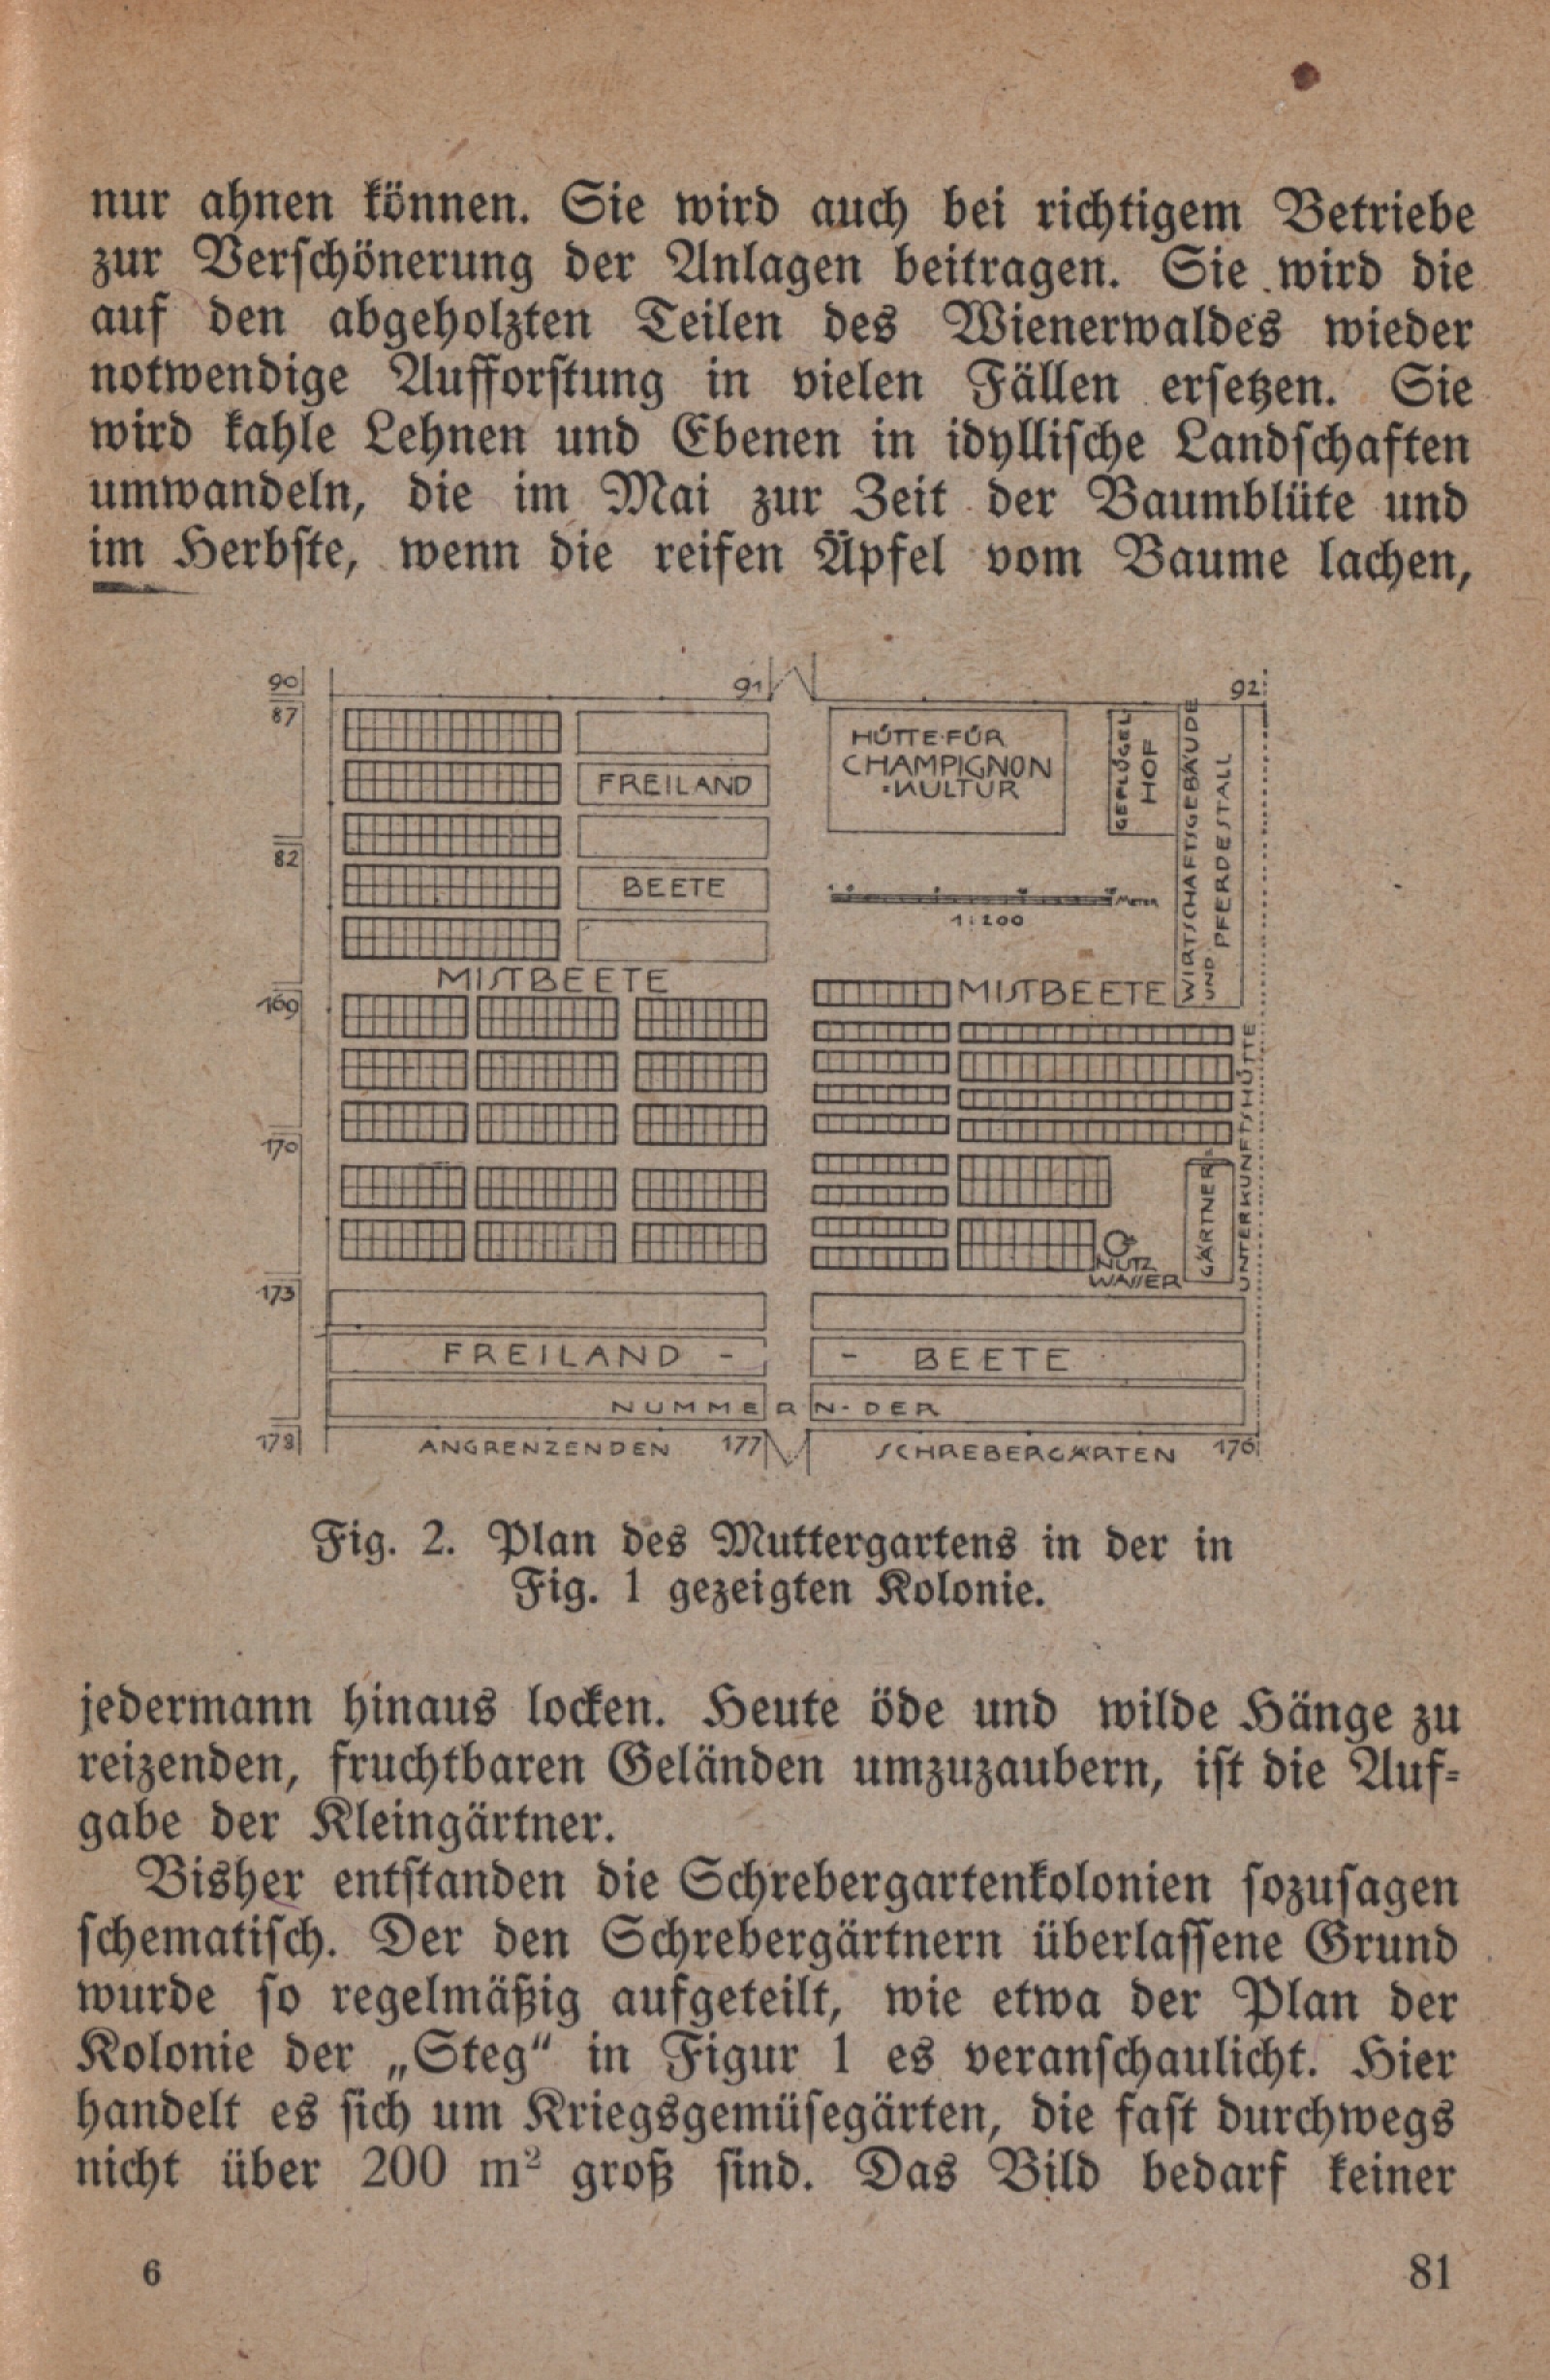 nur ahnen können. Sie wird auch bei richtigem Betriebe
zur Verschönerung der Anlagen beitragen. Sie wird die
auf den abgeholzten Teilen des Wienerwaldes wieder
notwendige Aufforstung in vielen Fällen ersetzen. Sie
wird kahle Lehnen und Ebenen in idyllische Landschaften
umwandeln, die im Mai zur Zeit der Baumblüte und
im Herbste, wenn die reifen Äpfel vom Baume lachen,
90
91
92
87
HÜTTE FÜR
CHAMPIGNON
-KULTUR
GEFLÜGEL
HOF
WIRTSCHAFTSGEBÄUDE
UND PFERDESTALL
FREILAND
82
BEETE
METER
1:200
MISTBEETE
MISTBEETE
169
170
UNTERKUNFTSHÜTTE
GÄRTNER-
NUTZ
WASSER
173
FREILAND -
- BEETE
NUMMERN-DER
178
ANGRENZENDEN
177
SCHREBERGÄRTEN
176
Fig. 2. Plan des Muttergartens in der in
Fig. 1 gezeigten Kolonie.
jedermann hinaus locken. Heute öde und wilde Hänge zu
reizenden, fruchtbaren Geländen umzuzaubern, ist die Auf-
gabe der Kleingärtner.
Bisher entstanden die Schrebergartenkolonien sozusagen
schematisch. Der den Schrebergärtnern überlassene Grund
wurde so regelmäßig aufgeteilt, wie etwa der Plan der
Kolonie der „Steg“ in Figur 1 es veranschaulicht. Hier
handelt es sich um Kriegsgemüsegärten, die fast durchwegs
nicht über 200 m² groß sind. Das Bild bedarf keiner
6
81